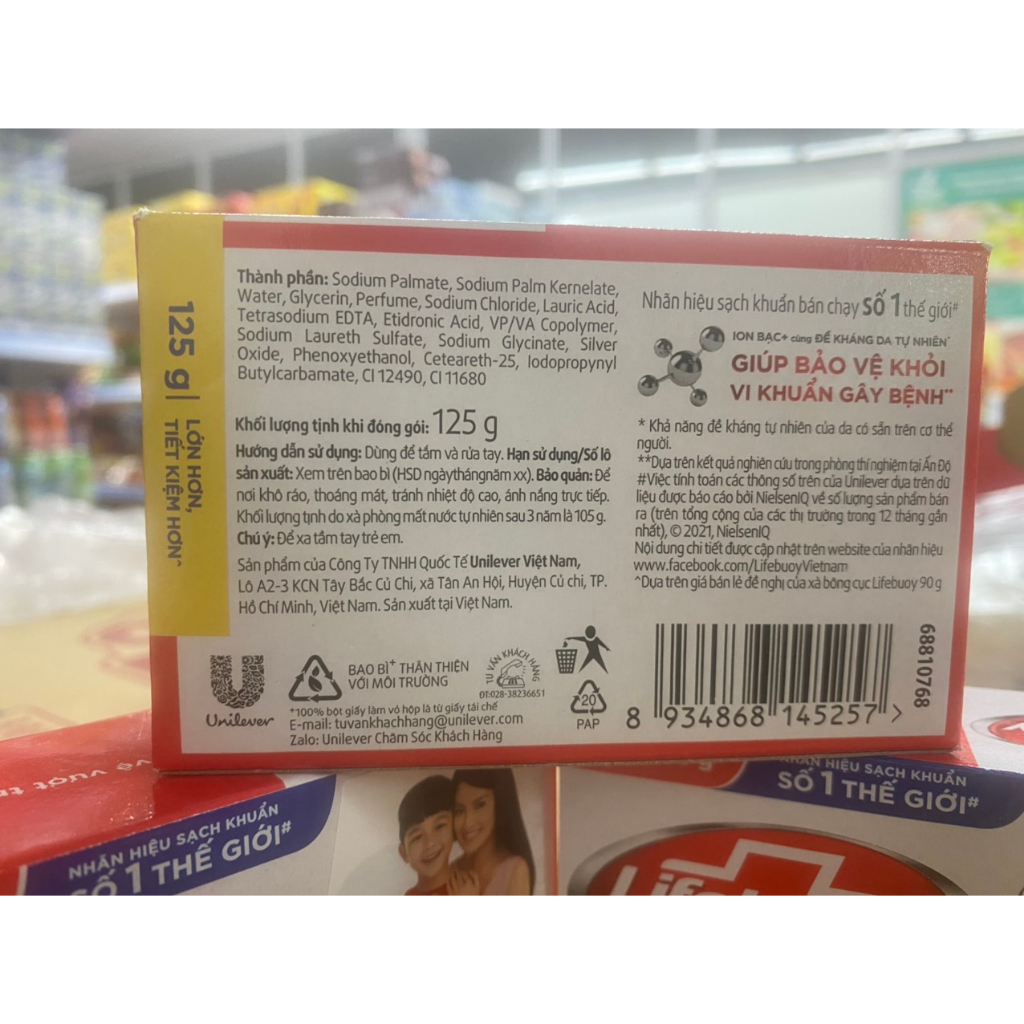 125 g|
LỚN HƠN,
TIẾT KIỆM HƠN^
Thành phần: Sodium Palmate, Sodium Palm Kernelate,
Water, Glycerin, Perfume, Sodium Chloride, Lauric Acid,
Tetrasodium EDTA, Etidronic Acid, VP/VA Copolymer,
Sodium Laureth Sulfate, Sodium Glycinate, Silver
Oxide, Phenoxyethanol, Ceteareth-25, Iodopropynyl
Butylcarbamate, CI 12490, CI 11680
Khối lượng tịnh khi đóng gói: 125 g
Hướng dẫn sử dụng: Dùng để tắm và rửa tay. Hạn sử dụng/Số lô
sản xuất: Xem trên bao bì (HSD ngàythángnăm xx). Bảo quản: Để
nơi khô ráo, thoáng mát, tránh nhiệt độ cao, ánh nắng trực tiếp.
Khối lượng tịnh do xà phòng mất nước tự nhiên sau 3 năm là 105 g.
Chú ý: Để xa tầm tay trẻ em.
Sản phẩm của Công Ty TNHH Quốc Tế Unilever Việt Nam,
Lô A2-3 KCN Tây Bắc Củ Chi, xã Tân An Hội, Huyện Củ chi, TP.
Hồ Chí Minh, Việt Nam. Sản xuất tại Việt Nam.
Unilever
BAO BÌ+ THÂN THIỆN
VỚI MÔI TRƯỜNG
TƯ VẤN KHÁCH HÀNG
ĐT:028-38236651
*100% bột giấy làm vỏ hộp là từ giấy tái chế
E-mail: tuvankhachhang@unilever.com
Zalo: Unilever Chăm Sóc Khách Hàng
Nhãn hiệu sạch khuẩn bán chạy Số 1 thế giới#
ION BẠC+ cùng ĐỀ KHÁNG DA TỰ NHIÊN*
GIÚP BẢO VỆ KHỎI
VI KHUẨN GÂY BỆNH**
* Khả năng đề kháng tự nhiên của da có sẵn trên cơ thể
người.
**Dựa trên kết quả nghiên cứu trong phòng thí nghiệm tại Ấn Độ
#Việc tính toán các thông số trên của Unilever dựa trên dữ
liệu được báo cáo bởi NielsenIQ về số lượng sản phẩm bán
ra (trên tổng cộng của các thị trường trong 12 tháng gần
nhất), © 2021, NielsenIQ
Nội dung chi tiết được cập nhật trên website của nhãn hiệu
www.facebook.com/LifebuoyVietnam
^Dựa trên giá bán lẻ đề nghị của xà bông cục Lifebuoy 90 g
20
PAP
8 934868 145257 >
68810768
NHÃN HIỆU SẠCH KHUẨN
SỐ 1 THẾ GIỚI#
NHÃN HIỆU SẠCH KHUẨN
SỐ 1 THẾ GIỚI#